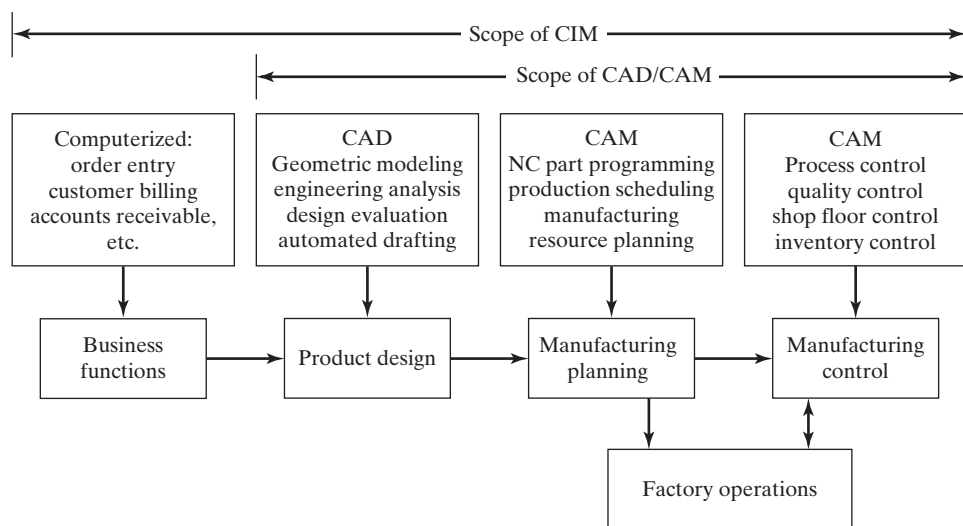 Scope of CIM
Scope of CAD/CAM
Computerized:
order entry
customer billing
accounts receivable,
etc.
CAD
Geometric modeling
engineering analysis
design evaluation
automated drafting
CAM
NC part programming
production scheduling
manufacturing
resource planning
CAM
Process control
quality control
shop floor control
inventory control
Business
functions
Product design
Manufacturing
planning
Manufacturing
control
Factory operations